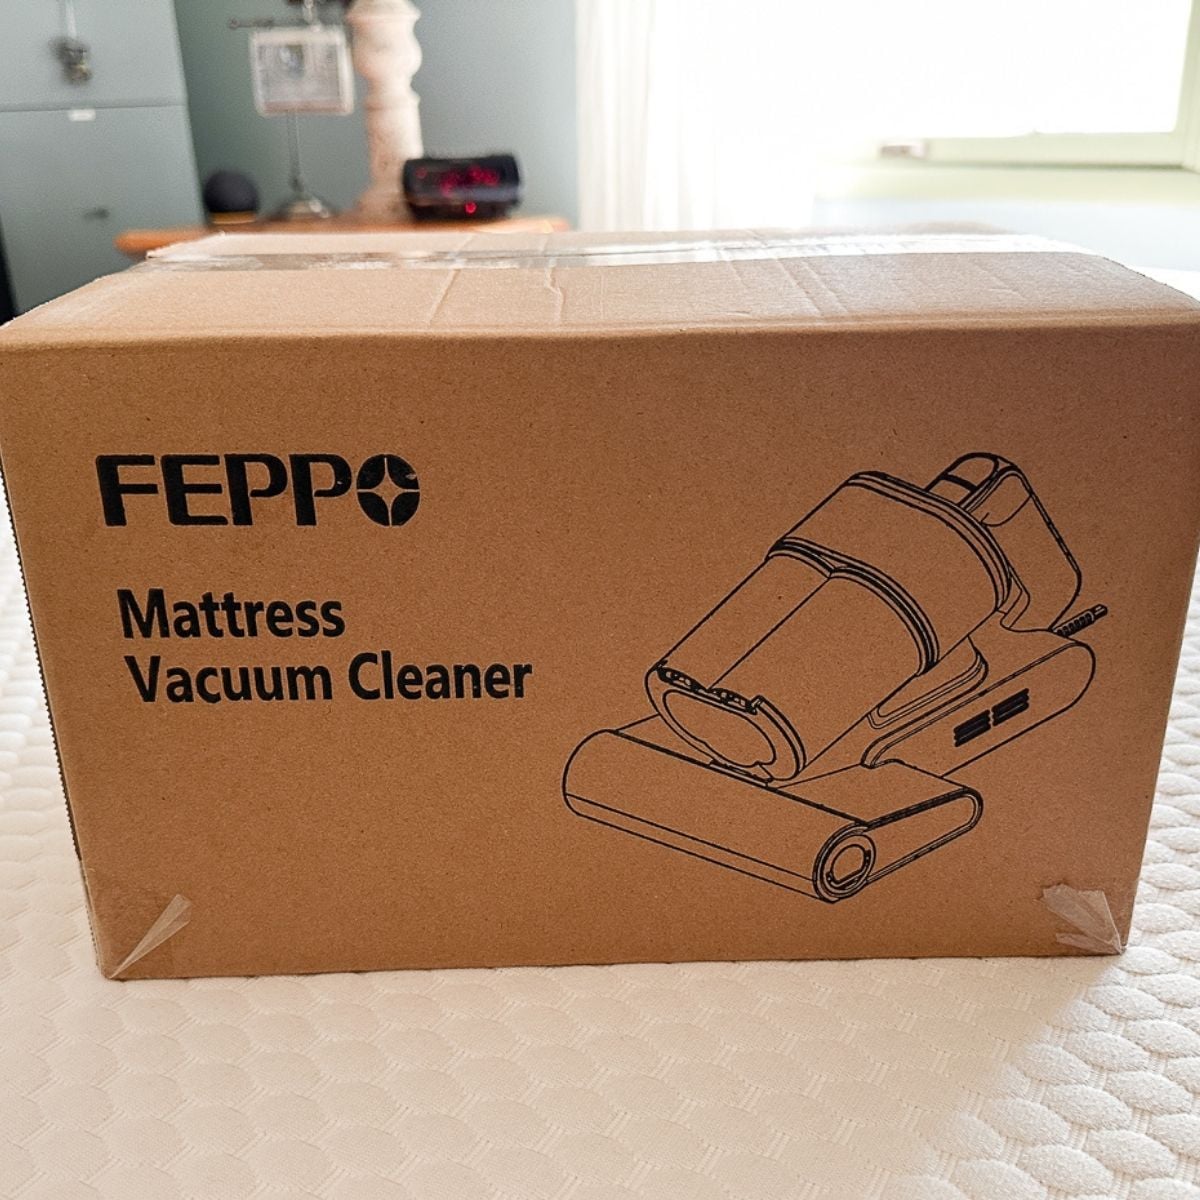 FEPPO
Mattress
Vacuum Cleaner